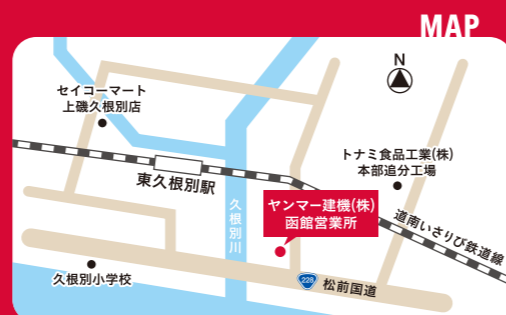 MAP
N
セイコーマート
上磯久根別店
トナミ食品工業(株)
本部追分工場
東久根別駅
久根別川
ヤンマー建機(株)
函館営業所
道南いさりび鉄道線
久根別小学校
228
松前国道